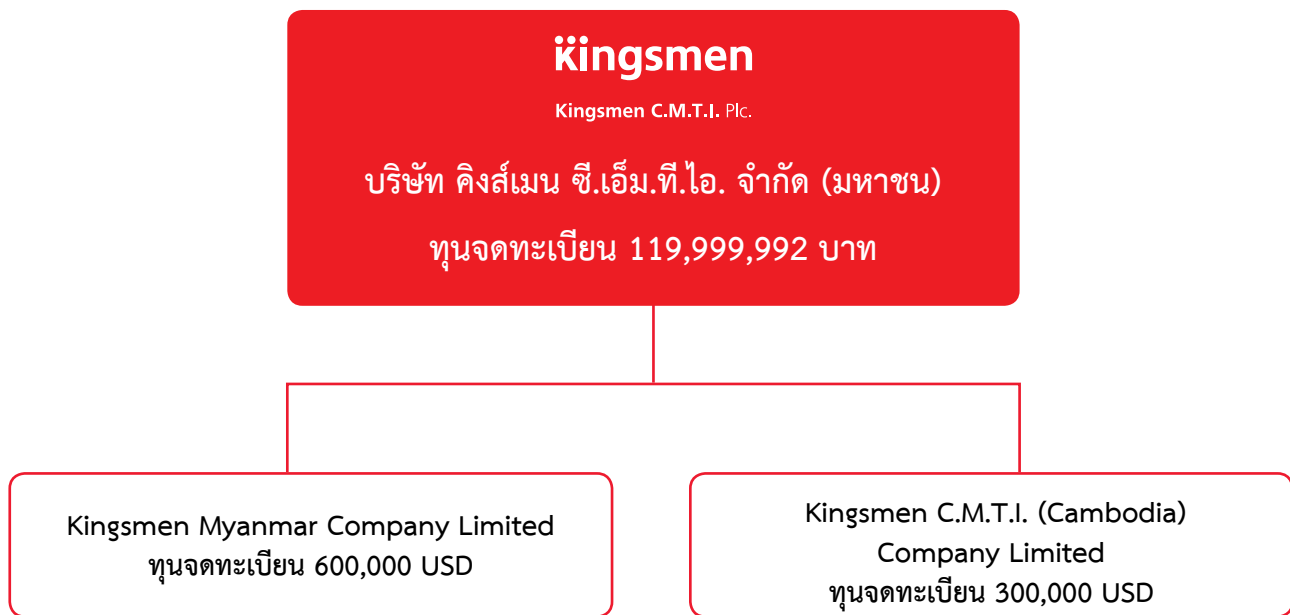 Kingsmen
Kingsmen C.M.T.I. Plc.
บริษัท คิงส์เมน ซี.เอ็ม.ที.ไอ. จำกัด (มหาชน)
ทุนจดทะเบียน 119,999,992 บาท
Kingsmen Myanmar Company Limited
ทุนจดทะเบียน 600,000 USD
Kingsmen C.M.T.I. (Cambodia)
Company Limited
ทุนจดทะเบียน 300,000 USD